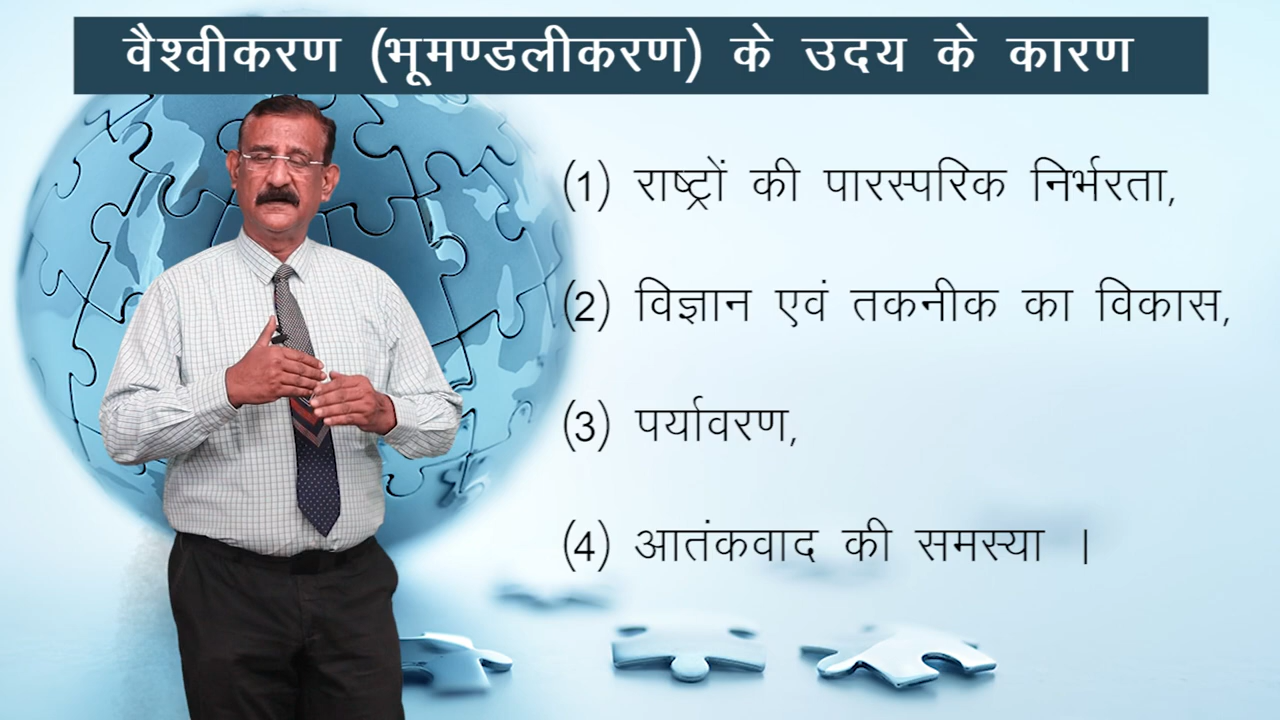 वैश्वीकरण (भूमण्डलीकरण) के उदय के कारण
(1) राष्ट्रों की पारस्परिक निर्भरता,
(2) विज्ञान एवं तकनीक का विकास,
(3) पर्यावरण,
(4) आतंकवाद की समस्या ।